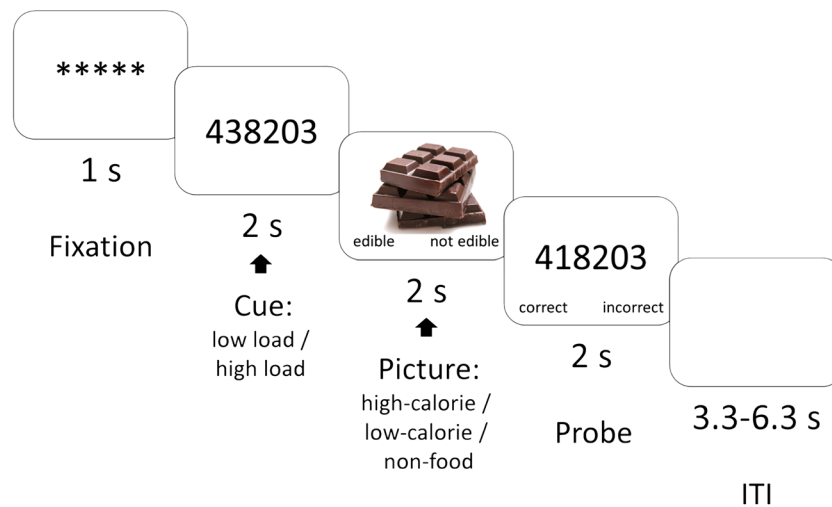 *****
1 s
Fixation
438203
2 s
Cue:
low load /
high load
edible not edible
2 s
Picture:
high-calorie /
low-calorie /
non-food
418203
correct incorrect
2 s
Probe
3.3-6.3 s
ITI